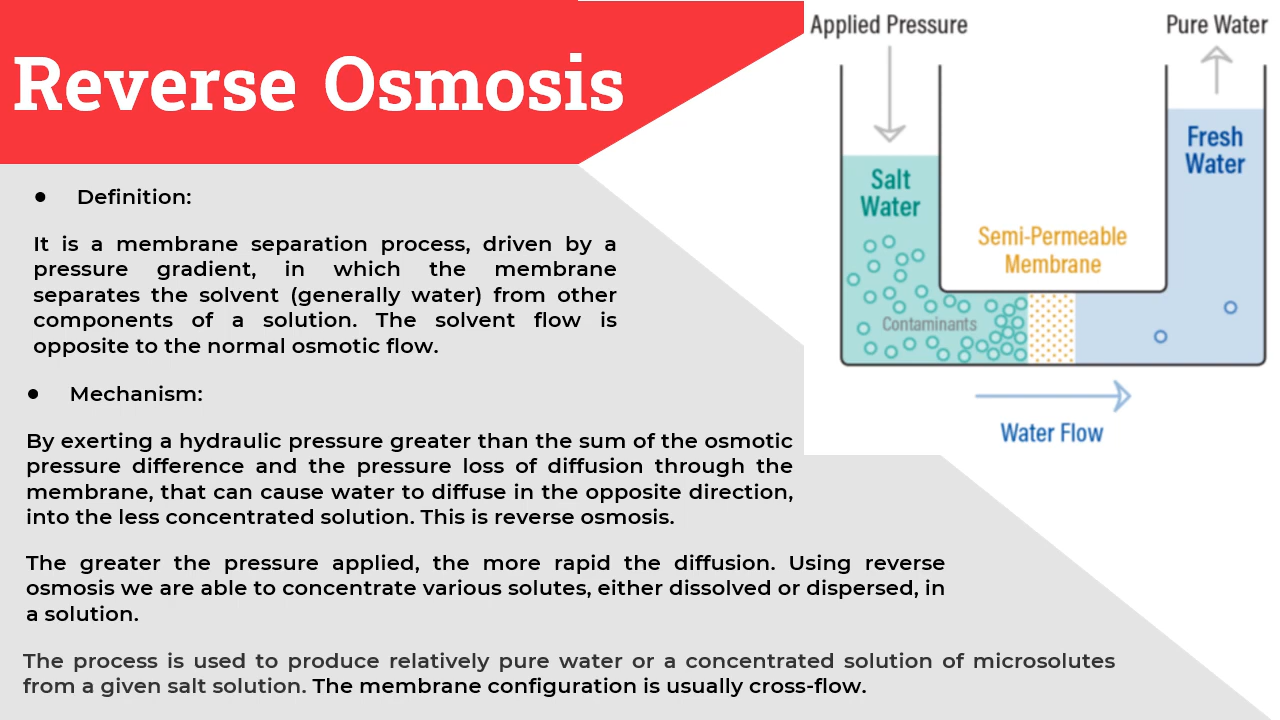 Reverse Osmosis
● Definition:
It is a membrane separation process, driven by a
pressure gradient, in which the membrane
separates the solvent (generally water) from other
components of a solution. The solvent flow is
opposite to the normal osmotic flow.
● Mechanism:
By exerting a hydraulic pressure greater than the sum of the osmotic
pressure difference and the pressure loss of diffusion through the
membrane, that can cause water to diffuse in the opposite direction,
into the less concentrated solution. This is reverse osmosis.
The greater the pressure applied, the more rapid the diffusion. Using reverse
osmosis we are able to concentrate various solutes, either dissolved or dispersed, in
a solution.
The process is used to produce relatively pure water or a concentrated solution of microsolutes
from a given salt solution. The membrane configuration is usually cross-flow.
Applied Pressure
Pure Water
Salt
Water
Fresh
Water
Semi-Permeable
Membrane
Contaminants
Water Flow